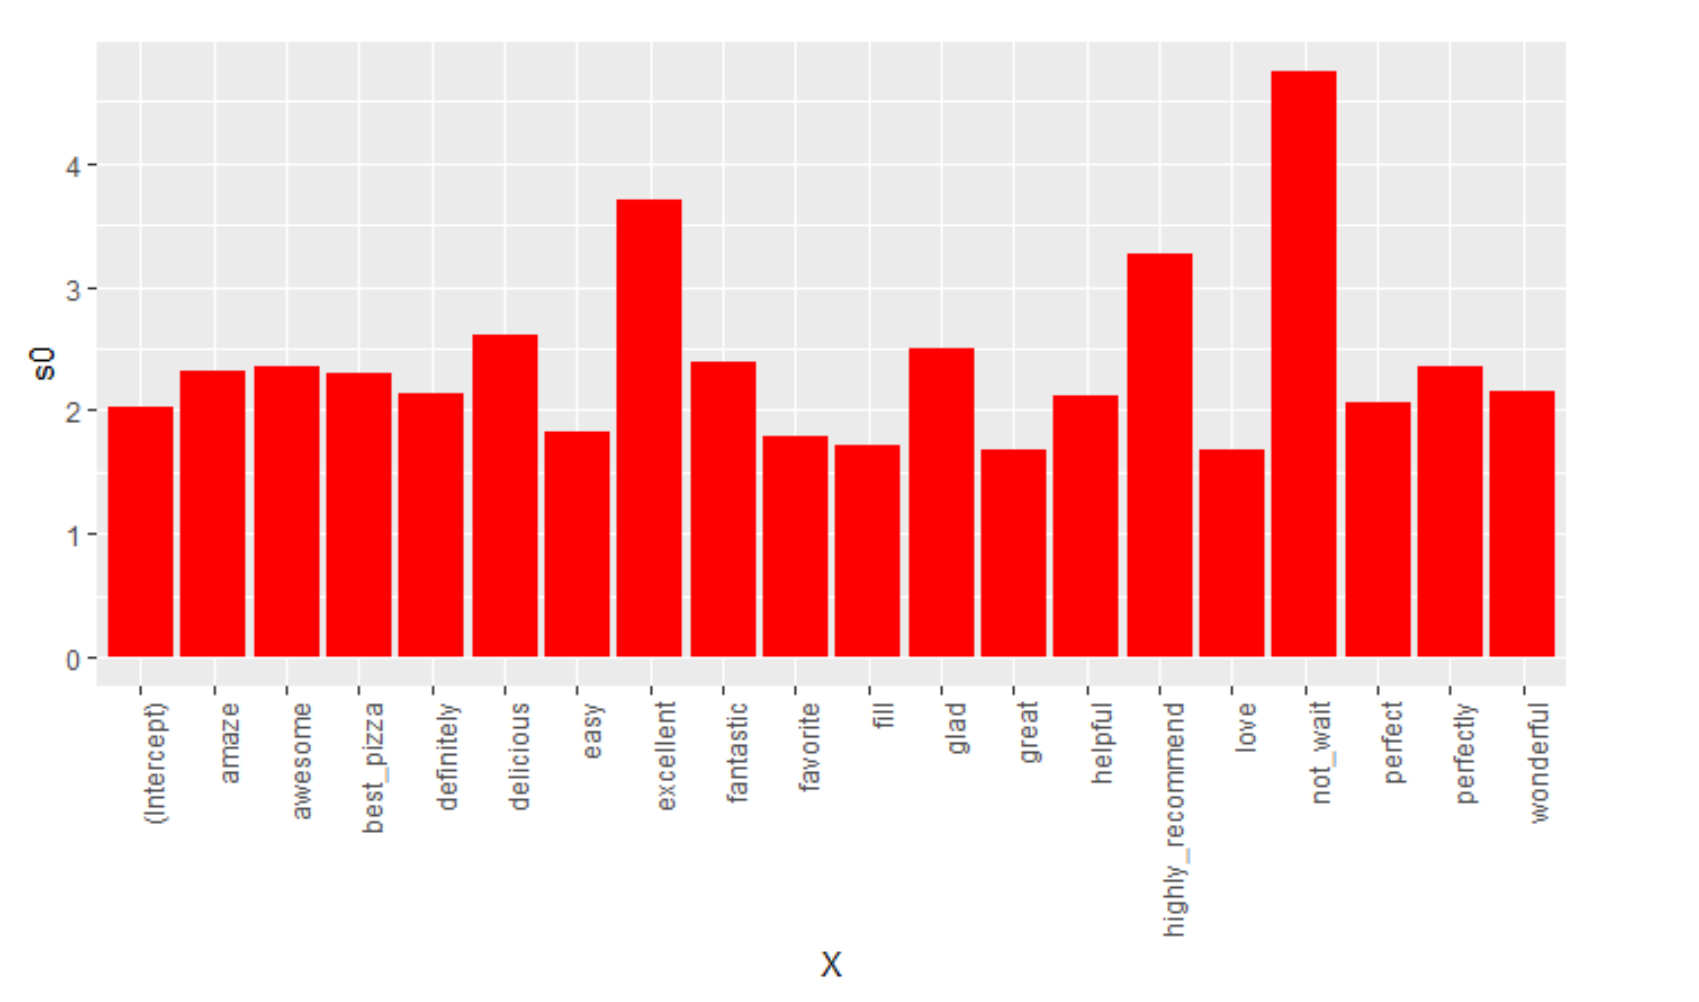 s0
4
3
2
1
0
(Intercept)
amaze
awesome
best_pizza
definitely
delicious
easy
excellent
fantastic
favorite
fill
glad
great
helpful
highly_recommend
love
not_wait
perfect
perfectly
wonderful
X